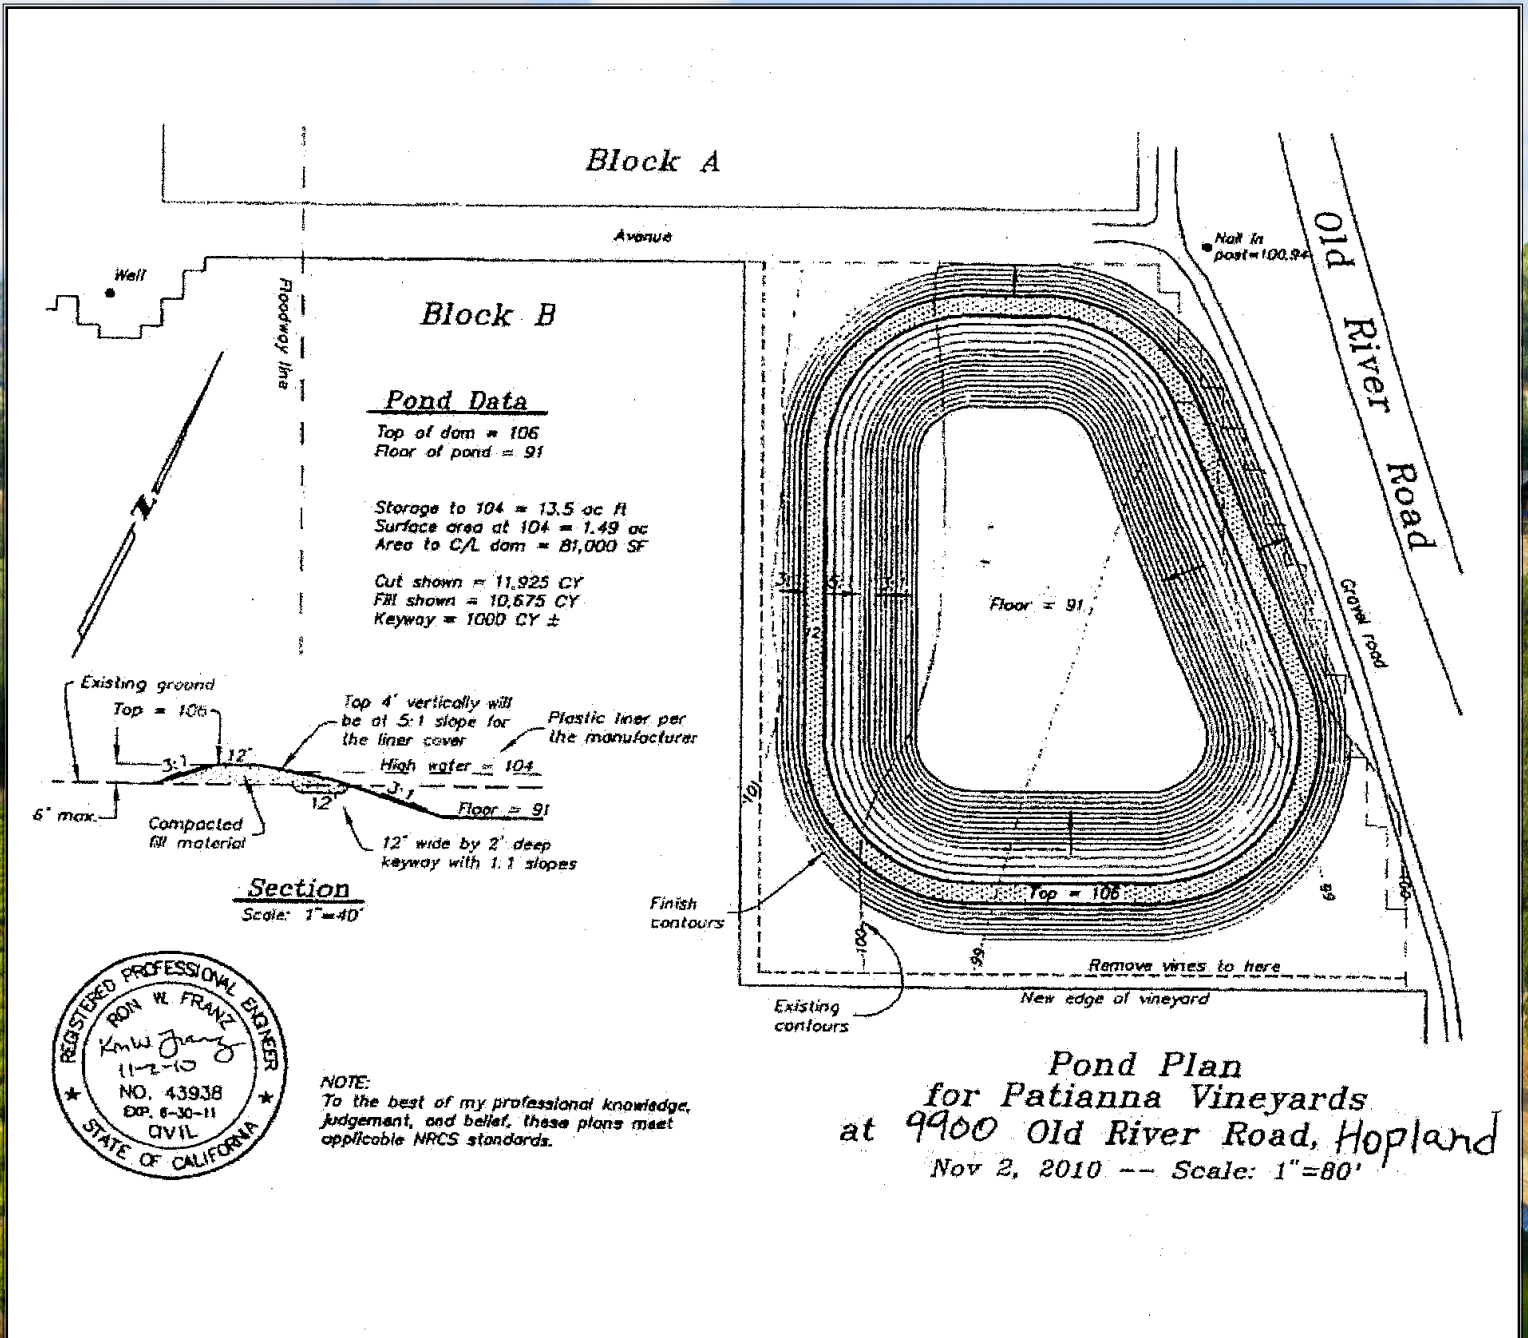 Block A
Avenue
Nail in
post=100.94
Old River Road
Well
Floodway line
Block B
Pond Data
Top of dam = 106
Floor of pond = 91
Storage to 104 = 13.5 ac ft
Surface area at 104 = 1.49 ac
Area to C/L dam = 81,000 SF
Cut shown = 11,925 CY
Fill shown = 10,675 CY
Keyway = 1000 CY ±
N
Floor = 91
12
Gravel road
Existing ground
Top = 106
Top 4' vertically will
be at 5:1 slope for
the liner cover
Plastic liner per
the manufacturer
3:1
12'
High water = 104
3:1
12'
Floor = 91
6' max.
Compacted
fill material
12' wide by 2' deep
keyway with 1:1 slopes
Section
Scale: 1"=40'
101
Finish
contours
Top = 106
99
100
100
99
Remove vines to here
New edge of vineyard
Existing
contours
REGISTERED PROFESSIONAL ENGINEER
RON W. FRANZ
11-2-10
NO. 43938
EXP. 6-30-11
CIVIL
STATE OF CALIFORNIA
NOTE:
To the best of my professional knowledge,
judgement, and belief, these plans meet
applicable NRCS standards.
Pond Plan
for Patianna Vineyards
at 9900 Old River Road, Hopland
Nov 2, 2010 -- Scale: 1"=80'